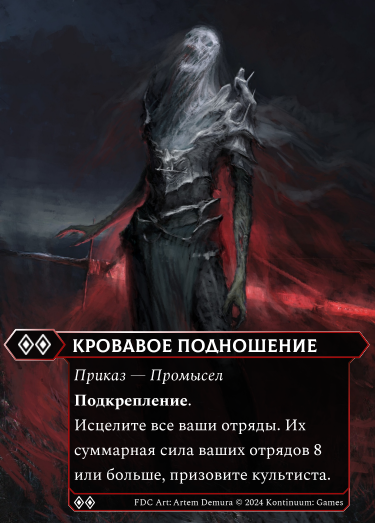 КРОВАВОЕ ПОДНОШЕНИЕ
Приказ — Промысел
Подкрепление.
Исцелите все ваши отряды. Их
суммарная сила ваших отрядов 8
или больше, призовите культиста.
FDC Art: Artem Demura © 2024 Kontinuum: Games